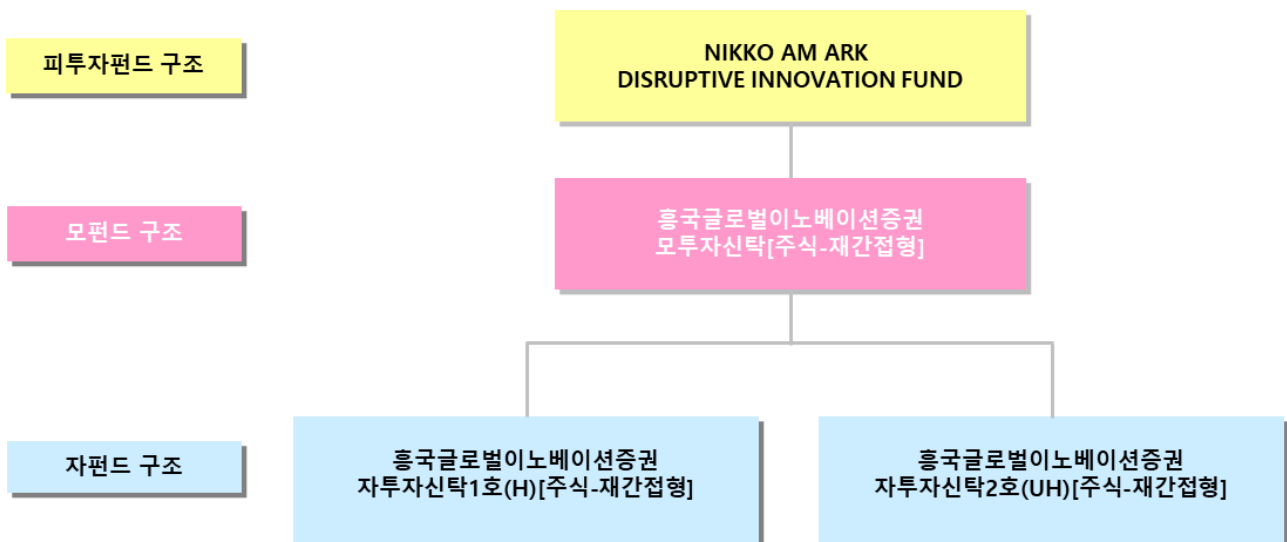 피투자펀드 구조
NIKKO AM ARK
DISRUPTIVE INNOVATION FUND
모펀드 구조
흥국글로벌이노베이션증권
모투자신탁[주식-재간접형]
자펀드 구조
흥국글로벌이노베이션증권
자투자신탁1호(H)[주식-재간접형]
흥국글로벌이노베이션증권
자투자신탁2호(UH)[주식-재간접형]